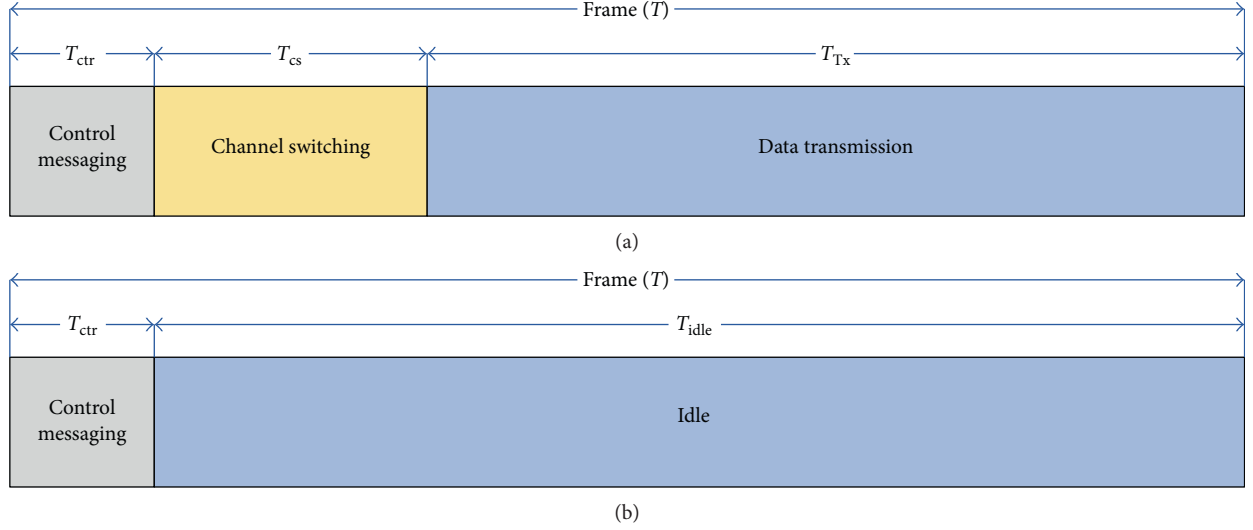 Frame (T)
T_ctr T_cs T_Tx
Control
messaging
Channel switching
Data transmission
(a)
Frame (T)
T_ctr T_idle
Control
messaging
Idle
(b)